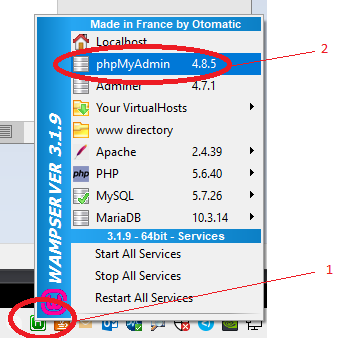 Made in France by Otomatic
Localhost
phpMyAdmin 4.8.5
Adminer 4.7.1
Your VirtualHosts
www directory
Apache 2.4.39
php PHP 5.6.40
MySQL 5.7.26
MariaDB 10.3.14
3.1.9 - 64bit - Services
Start All Services
Stop All Services
Restart All Services
WAMPSERVER 3.1.9
2
1